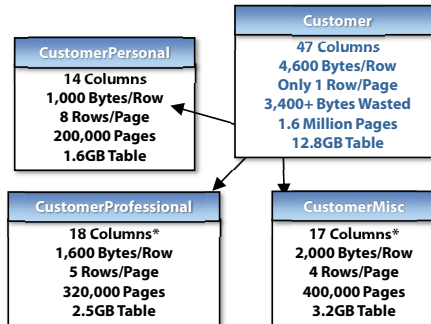 Customer
47 Columns
4,600 Bytes/Row
Only 1 Row/Page
3,400+ Bytes Wasted
1.6 Million Pages
12.8GB Table
CustomerPersonal
14 Columns
1,000 Bytes/Row
8 Rows/Page
200,000 Pages
1.6GB Table
CustomerProfessional
18 Columns*
1,600 Bytes/Row
5 Rows/Page
320,000 Pages
2.5GB Table
CustomerMisc
17 Columns*
2,000 Bytes/Row
4 Rows/Page
400,000 Pages
3.2GB Table